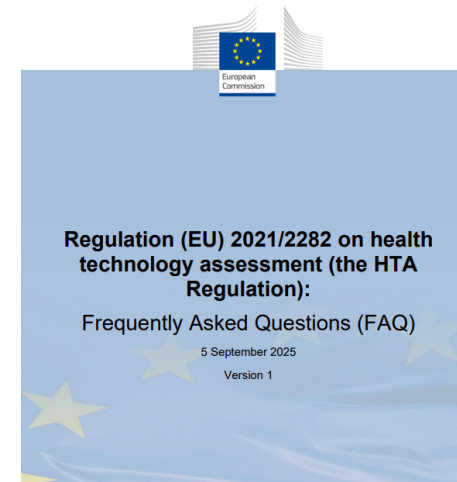 European
Commission
Regulation (EU) 2021/2282 on health
technology assessment (the HTA
Regulation):
Frequently Asked Questions (FAQ)
5 September 2025
Version 1